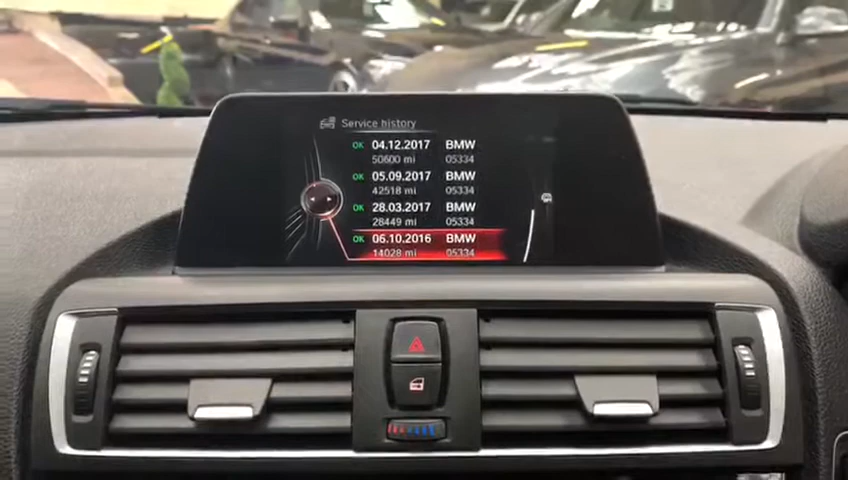 Service history
OK 04.12.2017 BMW
50600 mi 05334
OK 05.09.2017 BMW
42518 mi 05334
OK 28.03.2017 BMW
28449 mi 05334
OK 06.10.2016 BMW
14028 mi 05334